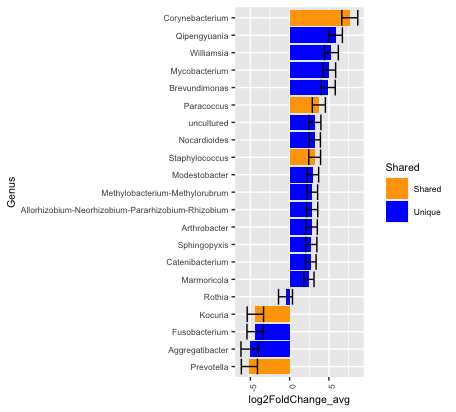 Corynebacterium
Qipengyuania
Williamsia
Mycobacterium
Brevundimonas
Paracoccus
uncultured
Nocardioides
Staphylococcus
Modestobacter
Methylobacterium-Methylorubrum
Allorhizobium-Neorhizobium-Pararhizobium-Rhizobium
Arthrobacter
Sphingopyxis
Catenibacterium
Marmoricola
Rothia
Kocuria
Fusobacterium
Aggregatibacter
Prevotella
Genus
-5
0
5
log2FoldChange_avg
Shared
Shared
Unique